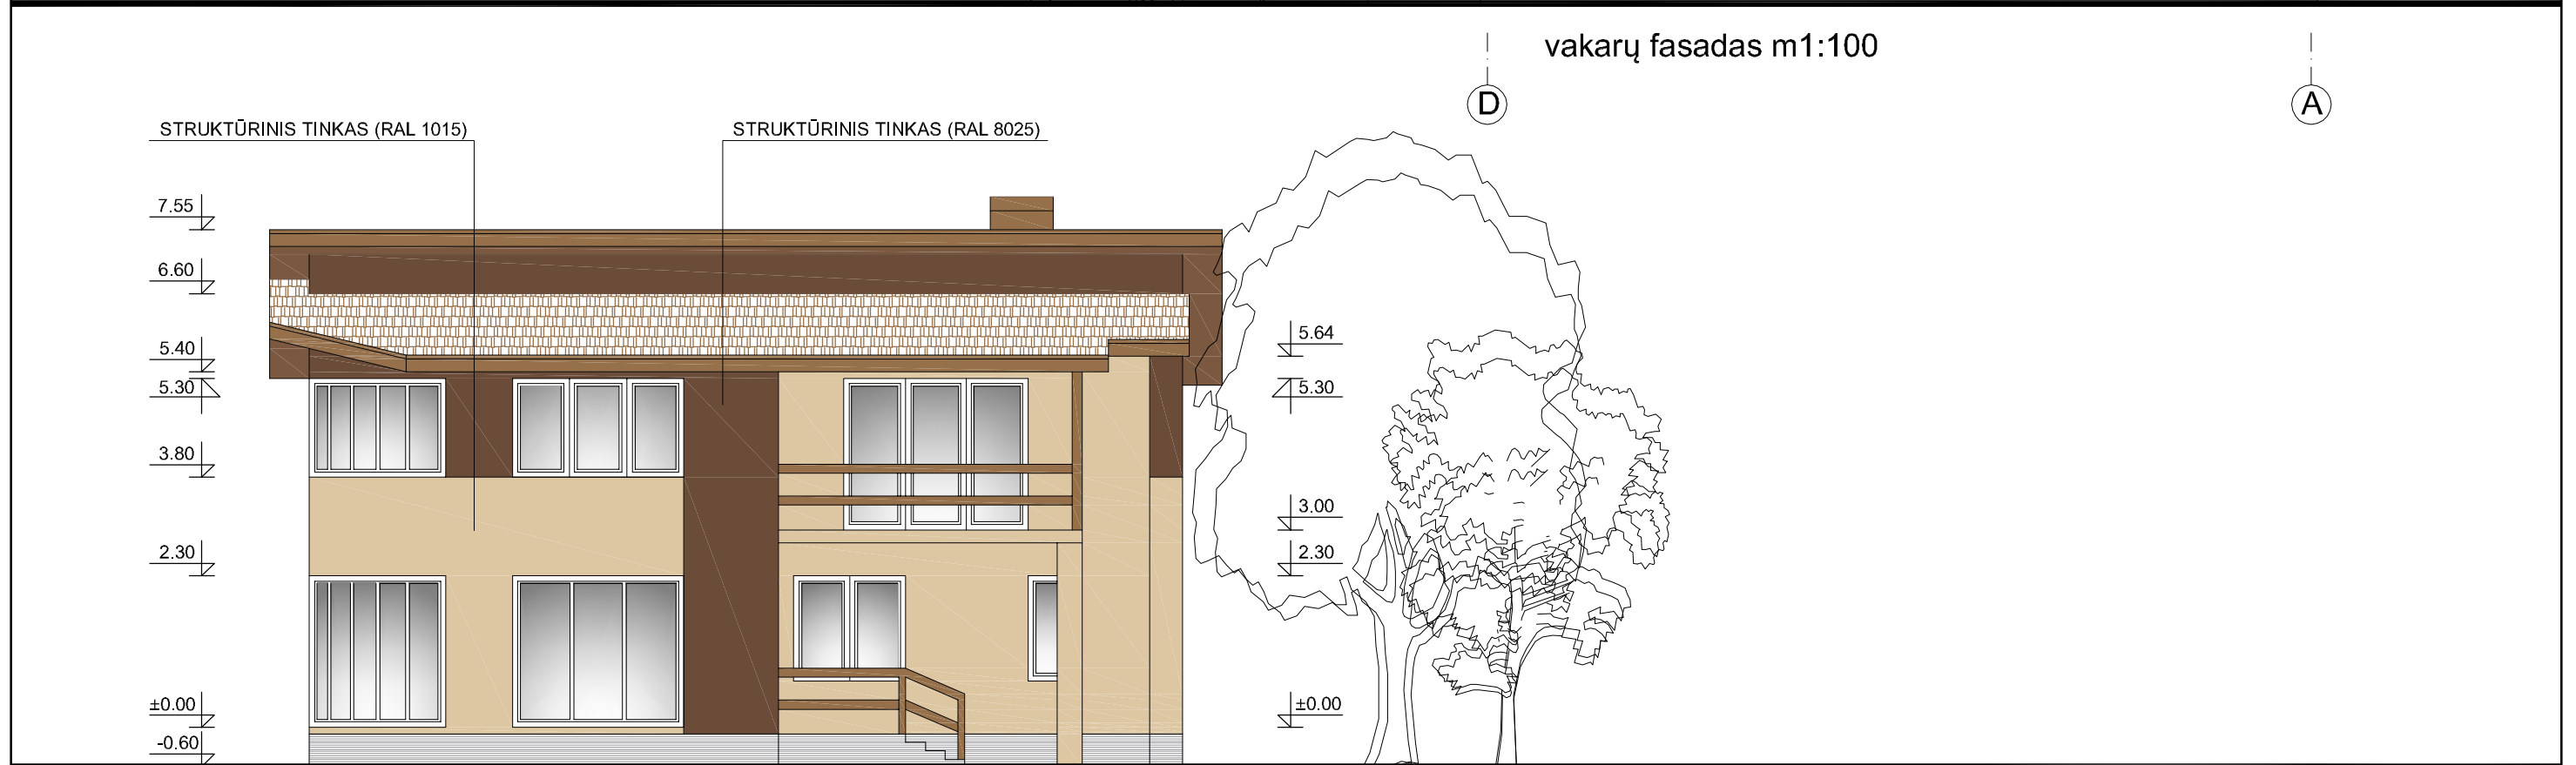 vakarų fasadas m1:100
D
A
STRUKTŪRINIS TINKAS (RAL 1015)
STRUKTŪRINIS TINKAS (RAL 8025)
7.55
6.60
5.40
5.30
3.80
2.30
±0.00
-0.60
5.64
5.30
3.00
2.30
±0.00